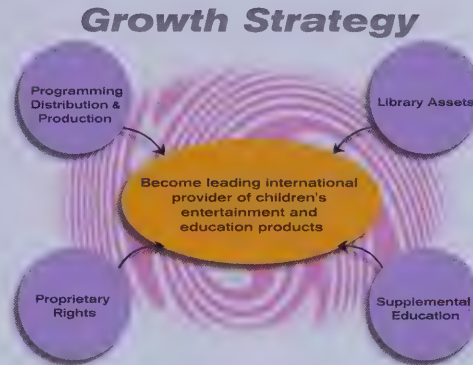 Growth Strategy
Programming
Distribution &
Production
Library Assets
Become leading international
provider of children's
entertainment and
education products
Proprietary
Rights
Supplemental
Education